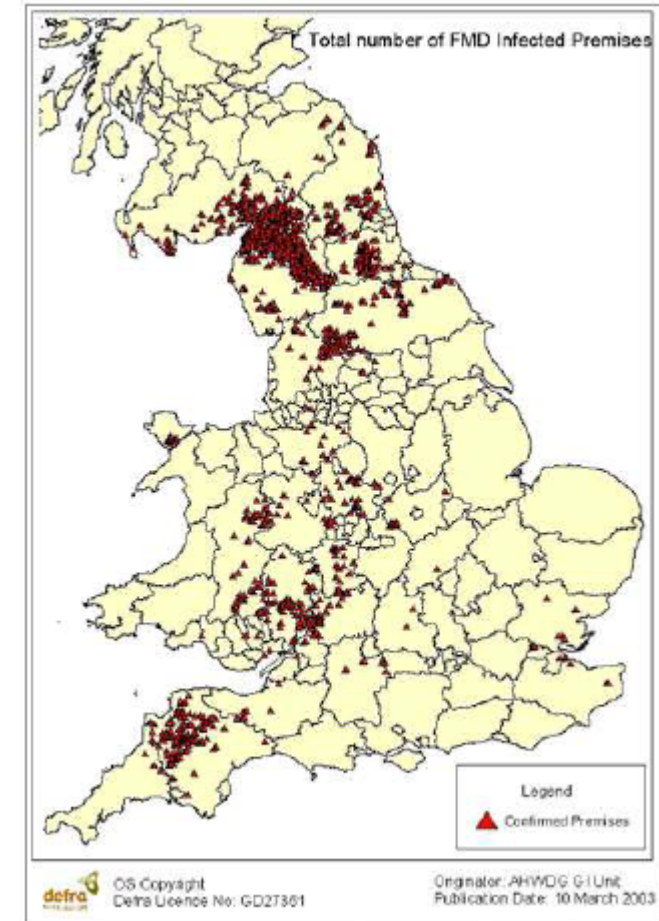 Total number of FMD Infected Premises
Legend
Confirmed Premises
defra
OS Copyright
Defra Licence No: GD27361
Originator: AHWDG GI Unit
Publication Date: 10 March 2003